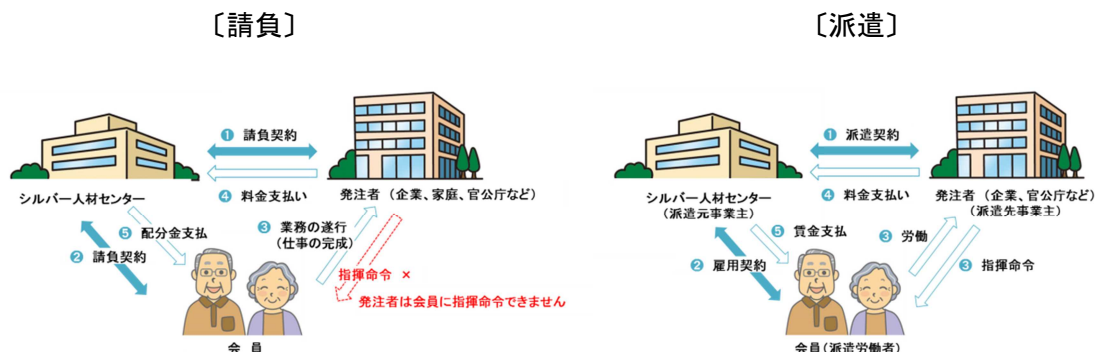 〔請負〕
❶ 請負契約
❹ 料金支払い
シルバー人材センター
発注者（企業、家庭、官公庁など）
❺ 配分金支払
❷ 請負契約
❸ 業務の遂行
（仕事の完成）
指揮命令 ×
発注者は会員に指揮命令できません
会 員
〔派遣〕
❶ 派遣契約
❹ 料金支払い
シルバー人材センター
（派遣元事業主）
発注者（企業、官公庁など）
（派遣先事業主）
❺ 賃金支払
❷ 雇用契約
❸ 労働
❸ 指揮命令
会員（派遣労働者）